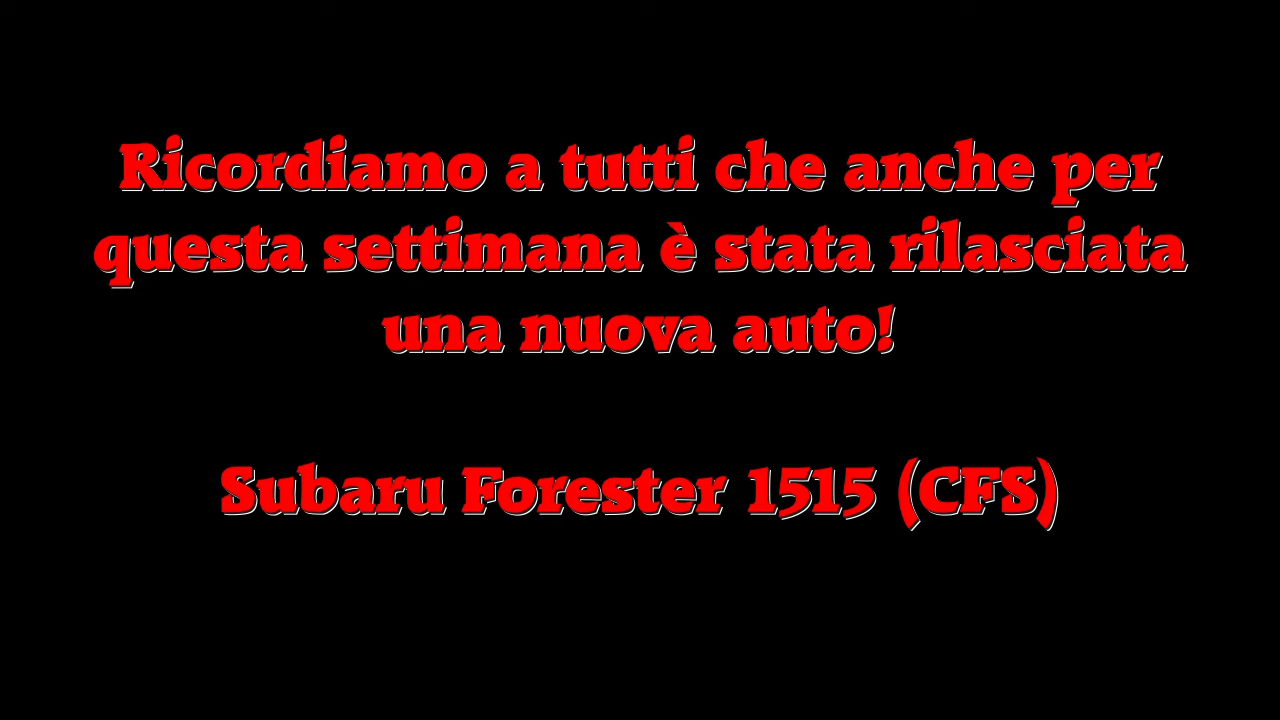 Ricordiamo a tutti che anche per
questa settimana è stata rilasciata
una nuova auto!
Subaru Forester 1515 (CFS)